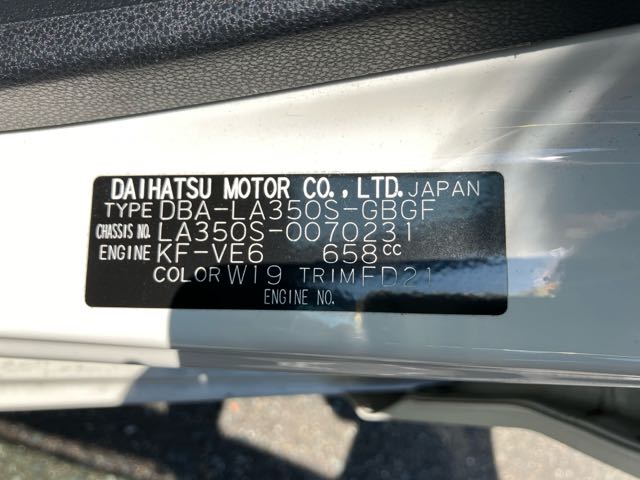 DAIHATSU MOTOR CO., LTD. JAPAN
TYPE DBA-LA350S-GBGF
CHASSIS NO. LA350S-0070231
ENGINE KF-VE6 658cc
COLOR W19 TRIM FD21
ENGINE NO.